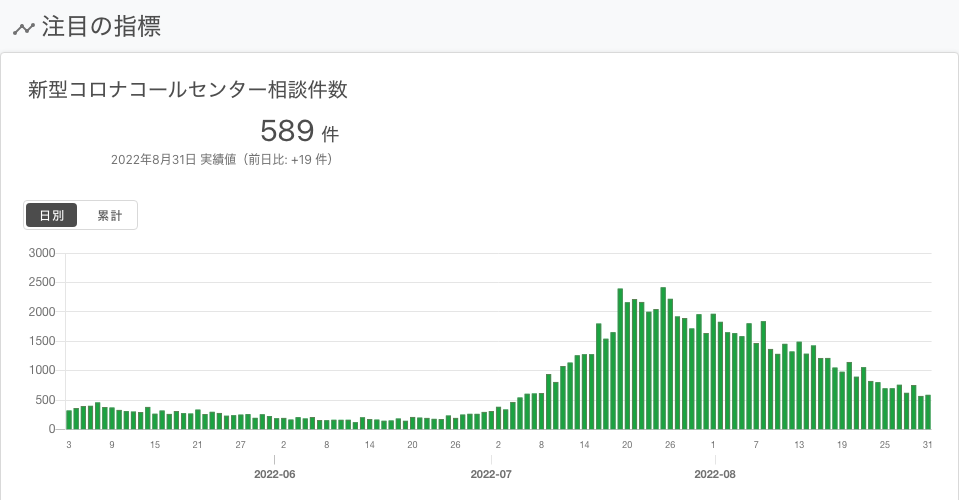 注目の指標
新型コロナコールセンター相談件数
589 件
2022年8月31日 実績値（前日比: +19 件）
日別 累計
3000
2500
2000
1500
1000
500
0
3 9 15 21 27 2 8 14 20 26 2 8 14 20 26 1 7 13 19 25 31
2022-06 2022-07 2022-08